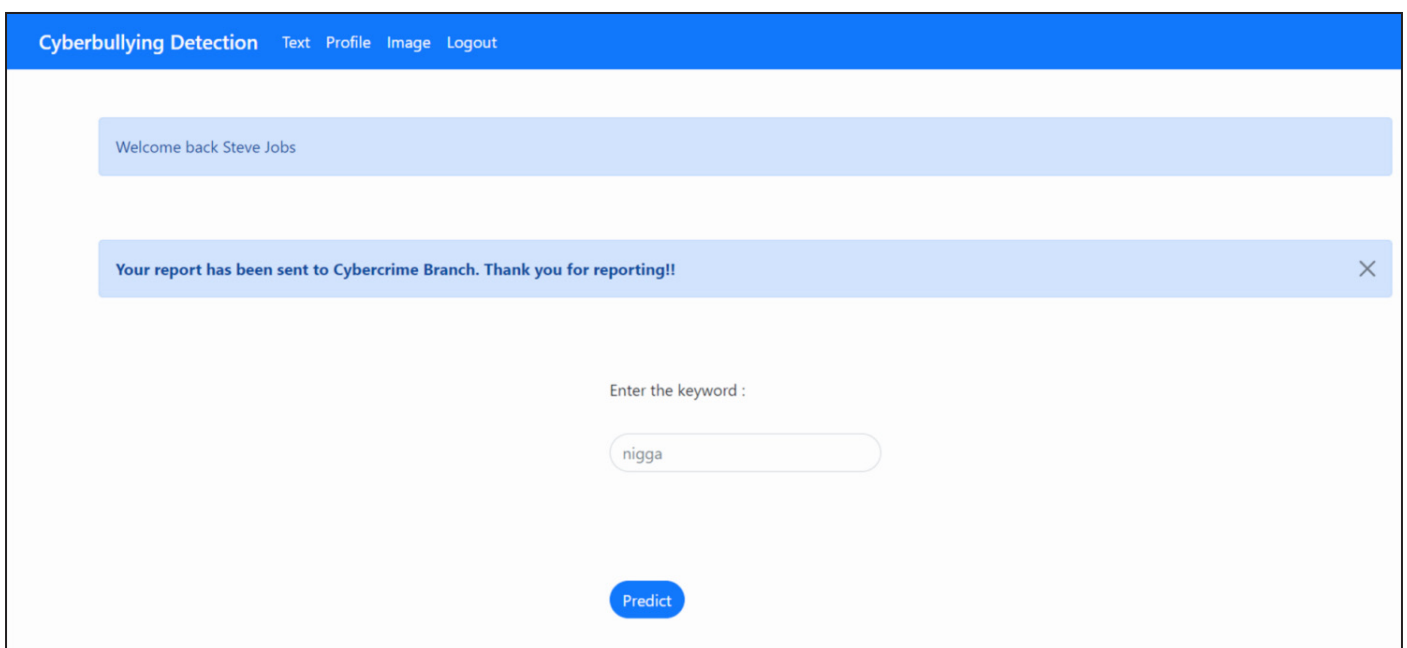 Cyberbullying Detection Text Profile Image Logout
Welcome back Steve Jobs
Your report has been sent to Cybercrime Branch. Thank you for reporting!!
Enter the keyword :
nigga
Predict